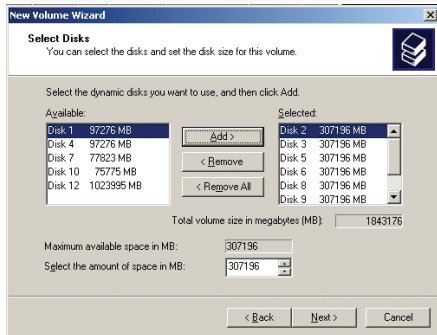 New Volume Wizard
Select Disks
You can select the disks and set the disk size for this volume.
Select the dynamic disks you want to use, and then click Add.
Available:
Disk 1 97276 MB
Disk 4 97276 MB
Disk 7 77823 MB
Disk 10 75775 MB
Disk 12 1023995 MB
Add >
< Remove
< Remove All
Selected:
Disk 2 307196 MB
Disk 3 307196 MB
Disk 5 307196 MB
Disk 6 307196 MB
Disk 8 307196 MB
Disk 9 307196 MB
Total volume size in megabytes (MB): 1843176
Maximum available space in MB: 307196
Select the amount of space in MB: 307196
< Back Next > Cancel